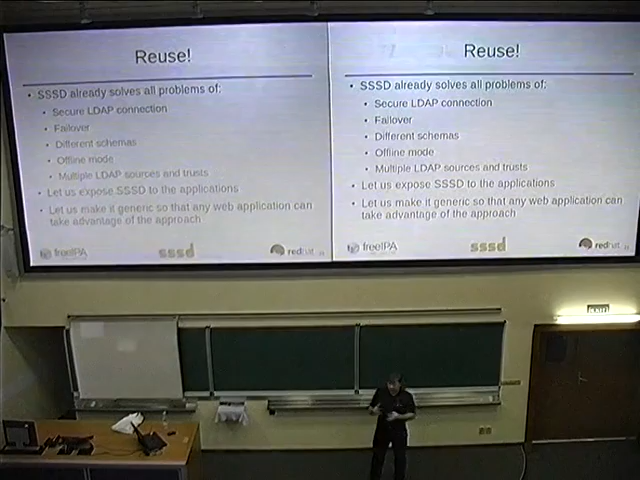 Reuse!
• SSSD already solves all problems of:
• Secure LDAP connection
• Failover
• Different schemas
• Offline mode
• Multiple LDAP sources and trusts
• Let us expose SSSD to the applications
• Let us make it generic so that any web application can
take advantage of the approach
freeIPA sssd redhat
Reuse!
• SSSD already solves all problems of:
• Secure LDAP connection
• Failover
• Different schemas
• Offline mode
• Multiple LDAP sources and trusts
• Let us expose SSSD to the applications
• Let us make it generic so that any web application can
take advantage of the approach
freeIPA sssd redhat